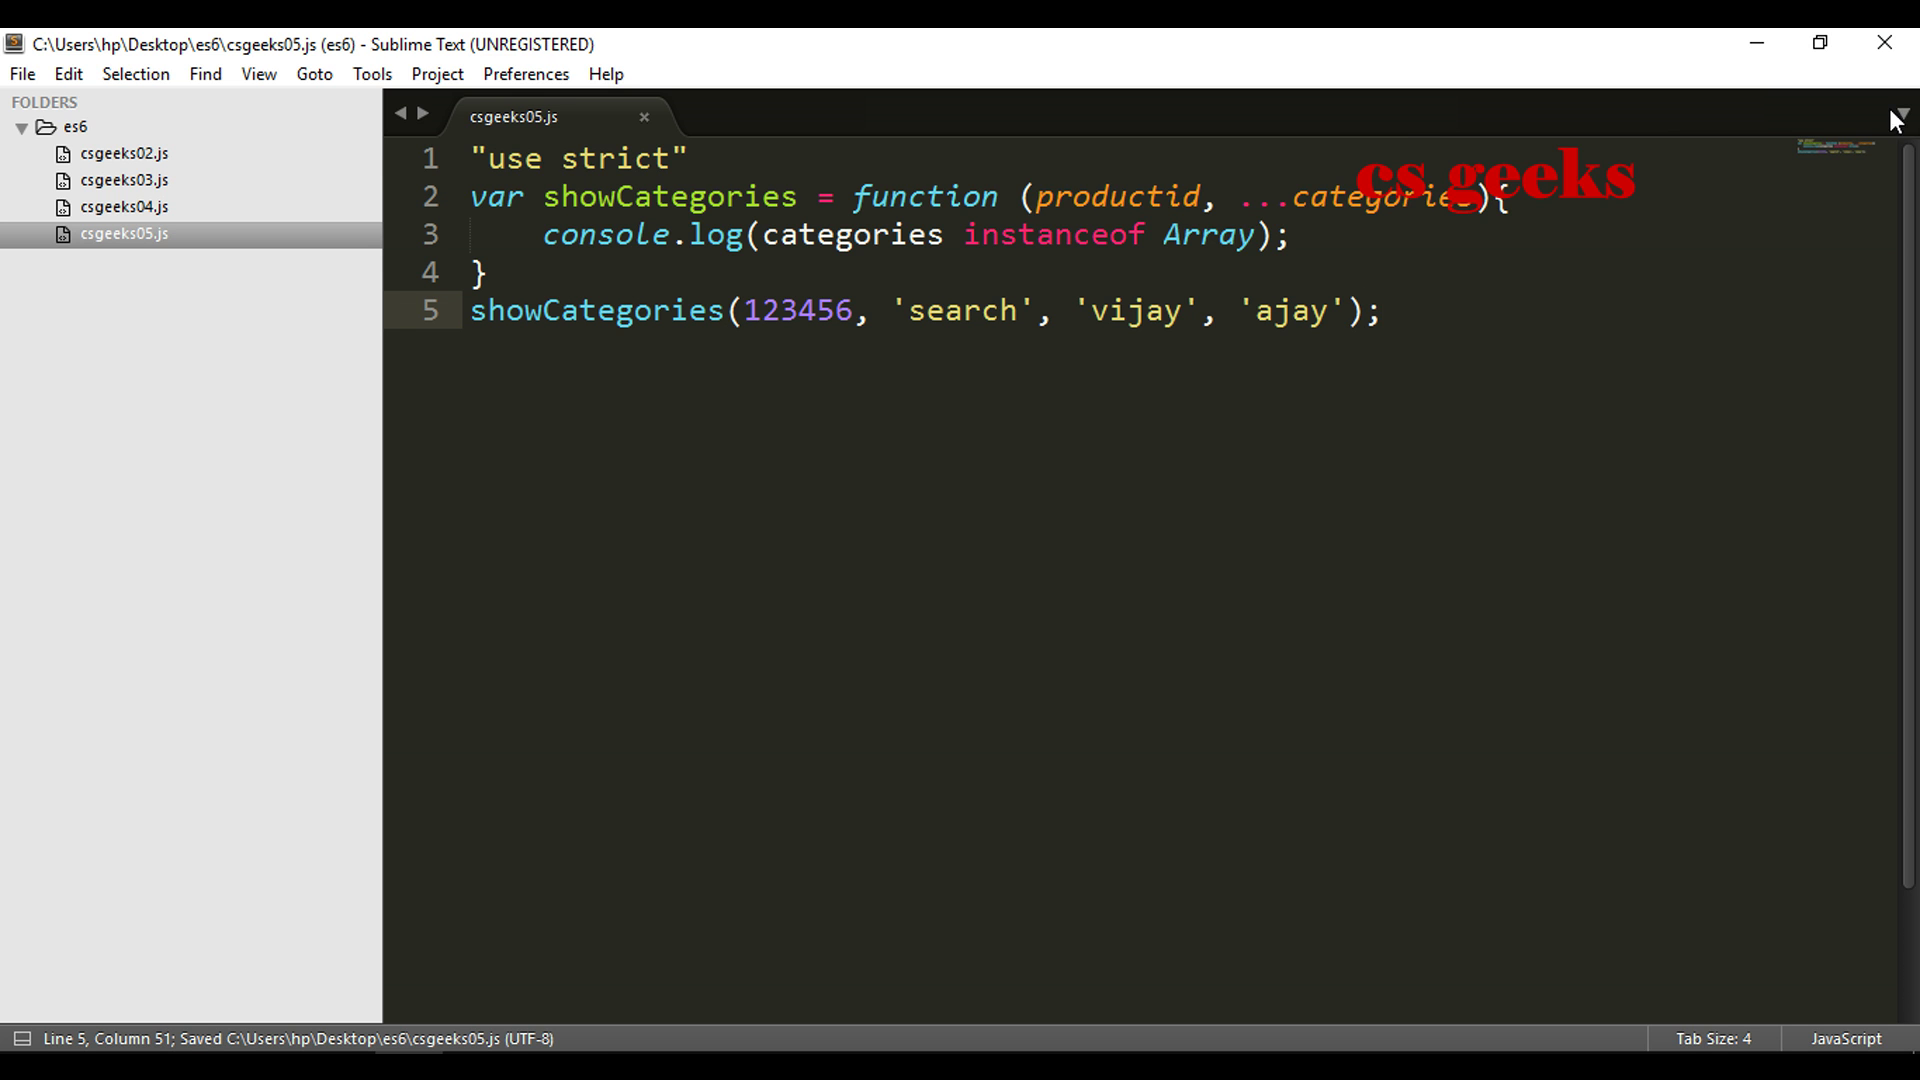 C:\Users\hp\Desktop\es6\csgeeks05.js (es6) - Sublime Text (UNREGISTERED)
File Edit Selection Find View Goto Tools Project Preferences Help
FOLDERS
es6
csgeeks02.js
csgeeks03.js
csgeeks04.js
csgeeks05.js
csgeeks05.js
cs geeks
1 "use strict"
2 var showCategories = function (productid, ...categories){
3 console.log(categories instanceof Array);
4 }
5 showCategories(123456, 'search', 'vijay', 'ajay');
Line 5, Column 51; Saved C:\Users\hp\Desktop\es6\csgeeks05.js (UTF-8)
Tab Size: 4
JavaScript